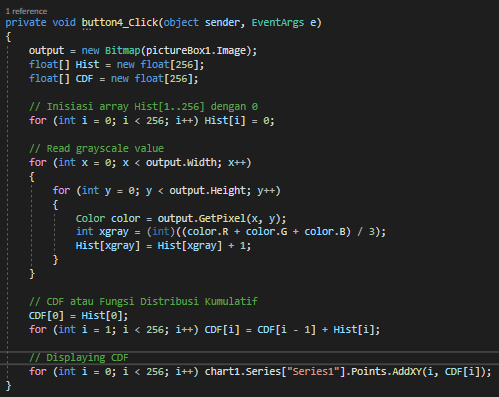 1 reference
private void button4_Click(object sender, EventArgs e)
{
output = new Bitmap(pictureBox1.Image);
float[] Hist = new float[256];
float[] CDF = new float[256];
// Inisiasi array Hist[1..256] dengan 0
for (int i = 0; i < 256; i++) Hist[i] = 0;
// Read grayscale value
for (int x = 0; x < output.Width; x++)
{
for (int y = 0; y < output.Height; y++)
{
Color color = output.GetPixel(x, y);
int xgray = (int)((color.R + color.G + color.B) / 3);
Hist[xgray] = Hist[xgray] + 1;
}
}
// CDF atau Fungsi Distribusi Kumulatif
CDF[0] = Hist[0];
for (int i = 1; i < 256; i++) CDF[i] = CDF[i - 1] + Hist[i];
// Displaying CDF
for (int i = 0; i < 256; i++) chart1.Series["Series1"].Points.AddXY(i, CDF[i]);
}